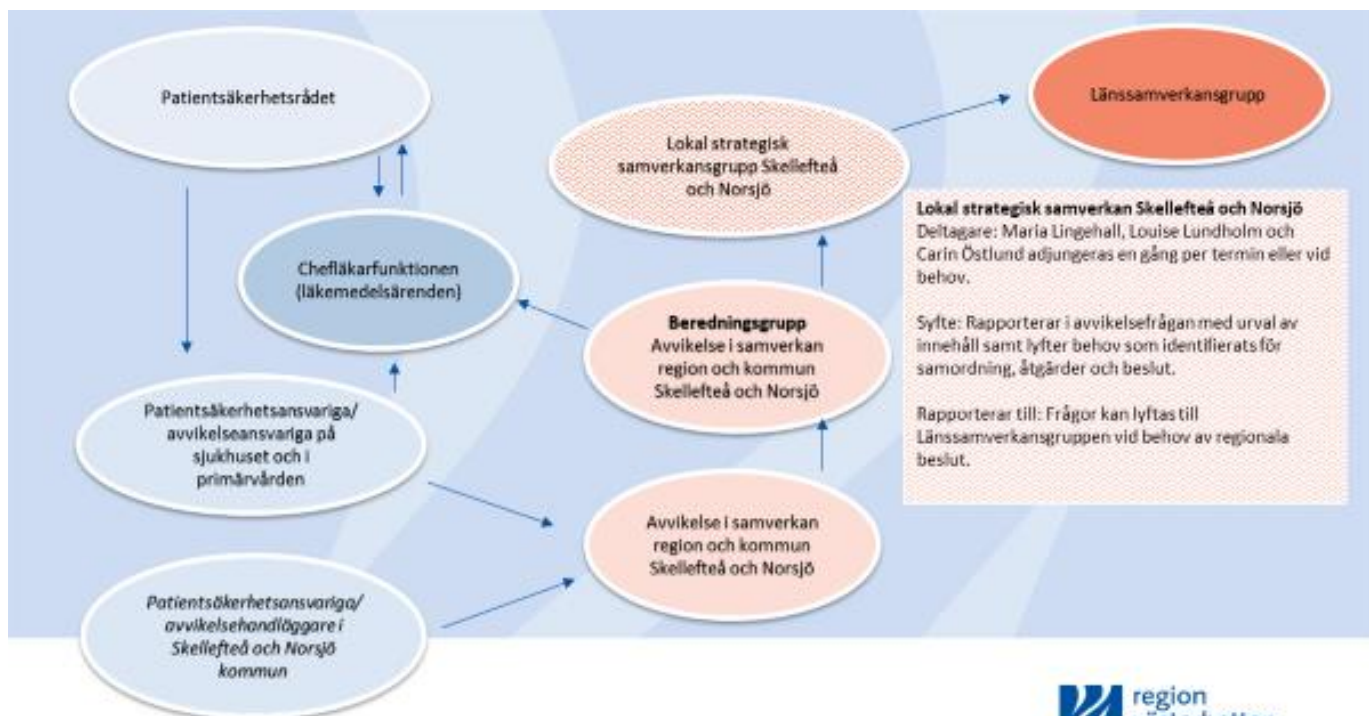 Patientsäkerhetsrådet
Länssamverkansgrupp
Lokal strategisk
samverkansgrupp Skellefteå
och Norsjö
Chefläkarfunktionen
(läkemedelsärenden)
Beredningsgrupp
Avvikelse i samverkan
region och kommun
Skellefteå och Norsjö
Lokal strategisk samverkan Skellefteå och Norsjö
Deltagare: Maria Lingehall, Louise Lundholm och
Carin Östlund adjungeras en gång per termin eller vid
behov.
Syfte: Rapporterar i avvikelsefrågan med urval av
innehåll samt lyfter behov som identifierats för
samordning, åtgärder och beslut.
Rapporterar till: Frågor kan lyftas till
Länssamverkansgruppen vid behov av regionala
beslut.
Patientsäkerhetsansvariga/
avvikelseansvariga på
sjukhuset och i
primärvården
Avvikelse i samverkan
region och kommun
Skellefteå och Norsjö
Patientsäkerhetsansvariga/
avvikelsehandläggare i
Skellefteå och Norsjö
kommun
region